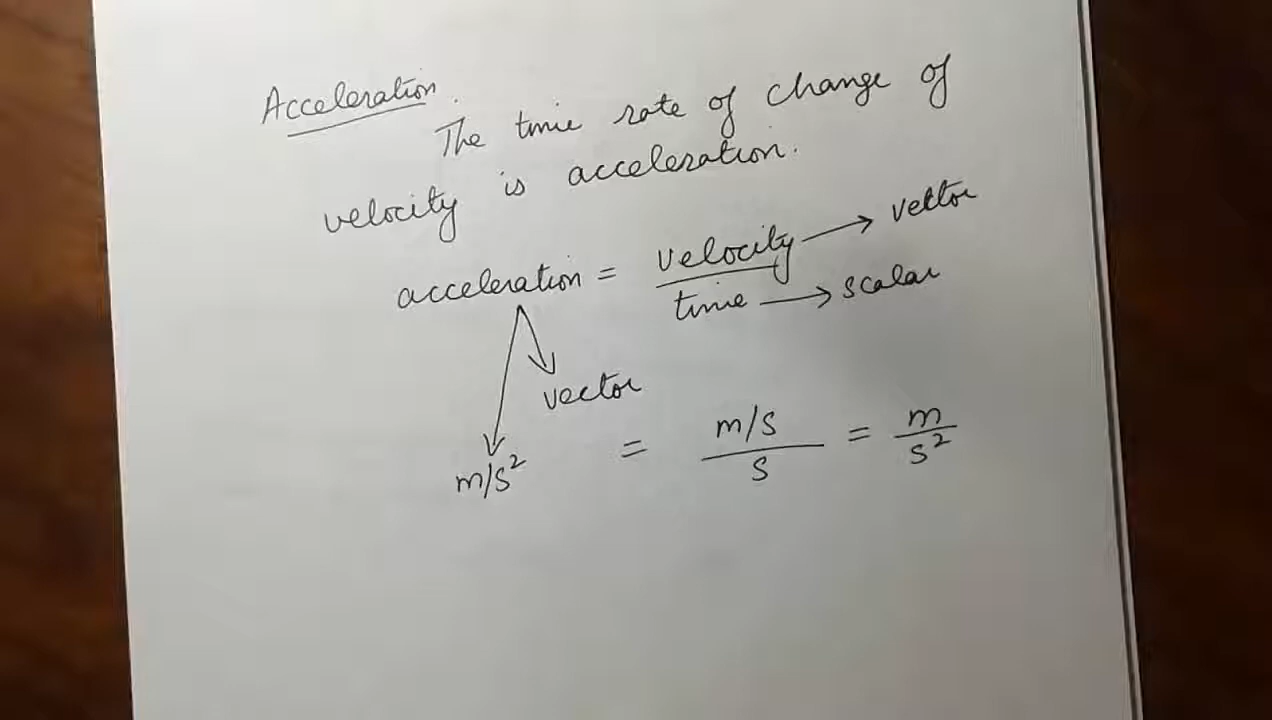 Acceleration.
The time rate of change of
velocity is acceleration.
acceleration = velocity → vector
time → scalar
vector
m/s² = m/s / s = m / s²